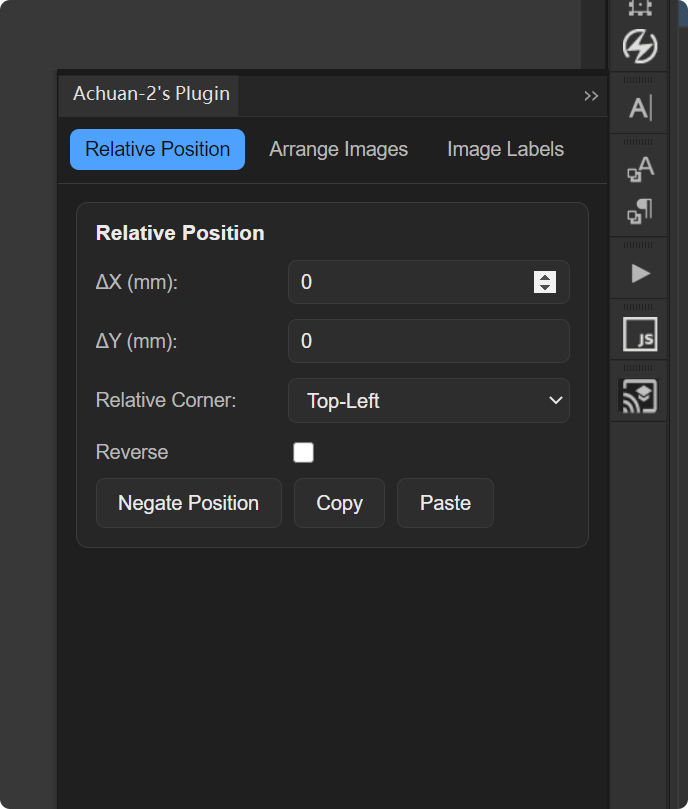 Achuan-2's Plugin
Relative Position Arrange Images Image Labels
Relative Position
ΔX (mm): 0
ΔY (mm): 0
Relative Corner: Top-Left
Reverse
Negate Position Copy Paste
A
A
JS